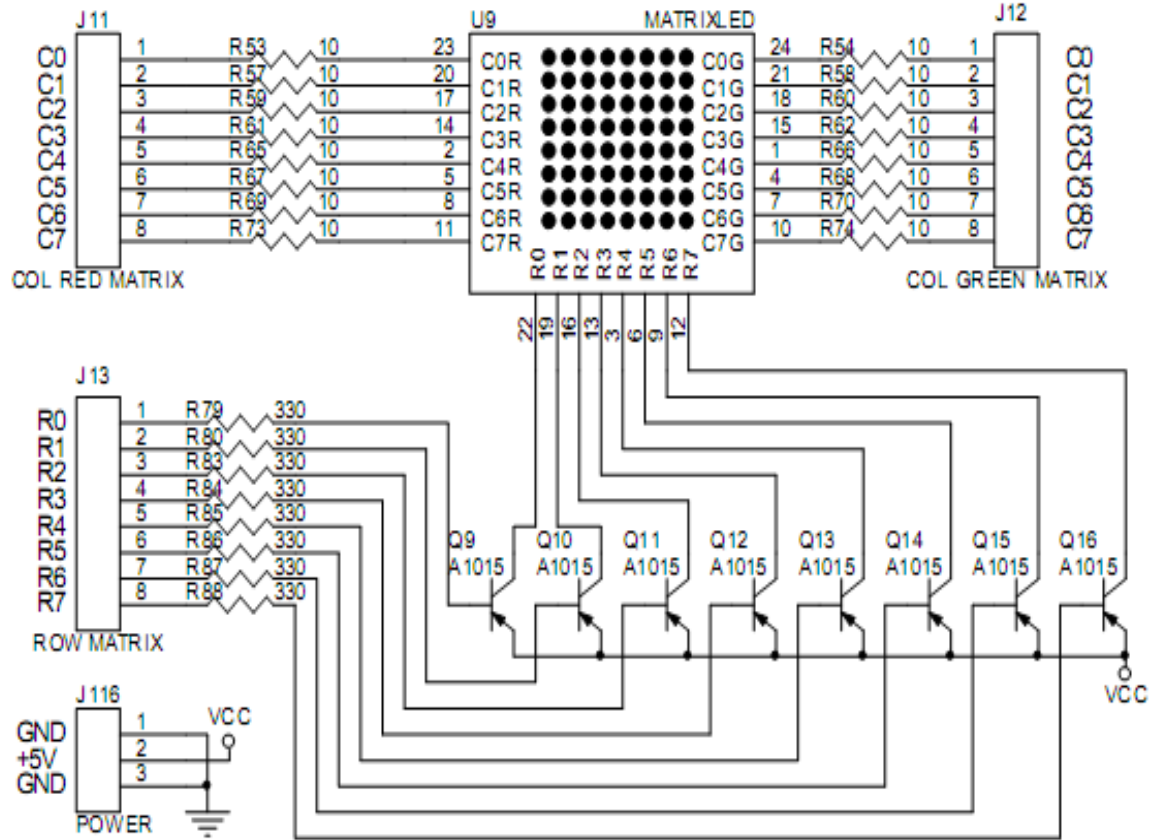 J11 U9 MATRIXLED J12
C0 1 R53 10 23 C0R C0G 24 R54 10 1 C0
C1 2 R57 10 20 C1R C1G 21 R58 10 2 C1
C2 3 R59 10 17 C2R C2G 18 R60 10 3 C2
C3 4 R61 10 14 C3R C3G 15 R62 10 4 C3
C4 5 R65 10 2 C4R C4G 1 R66 10 5 C4
C5 6 R67 10 5 C5R C5G 4 R68 10 6 C5
C6 7 R69 10 8 C6R C6G 7 R70 10 7 C6
C7 8 R73 10 11 C7R C7G 10 R74 10 8 C7
R0 R1 R2 R3 R4 R5 R6 R7
COL RED MATRIX COL GREEN MATRIX
22 19 16 13 3 6 9 12
J13
R0 1 R79 330
R1 2 R80 330
R2 3 R83 330
R3 4 R84 330
R4 5 R85 330
R5 6 R86 330
R6 7 R87 330
R7 8 R88 330
Q9 Q10 Q11 Q12 Q13 Q14 Q15 Q16
A1015 A1015 A1015 A1015 A1015 A1015 A1015 A1015
ROW MATRIX
VCC
J116
VCC
GND 1
+5V 2
GND 3
POWER